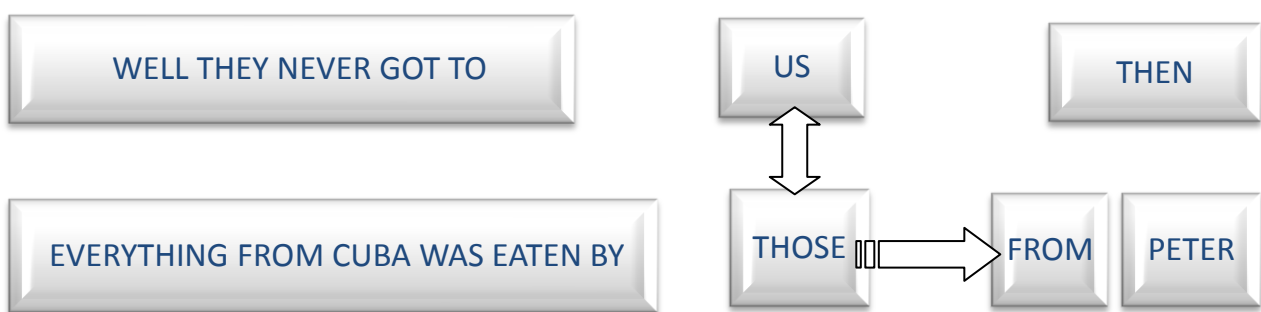 WELL THEY NEVER GOT TO US THEN
EVERYTHING FROM CUBA WAS EATEN BY THOSE FROM PETER